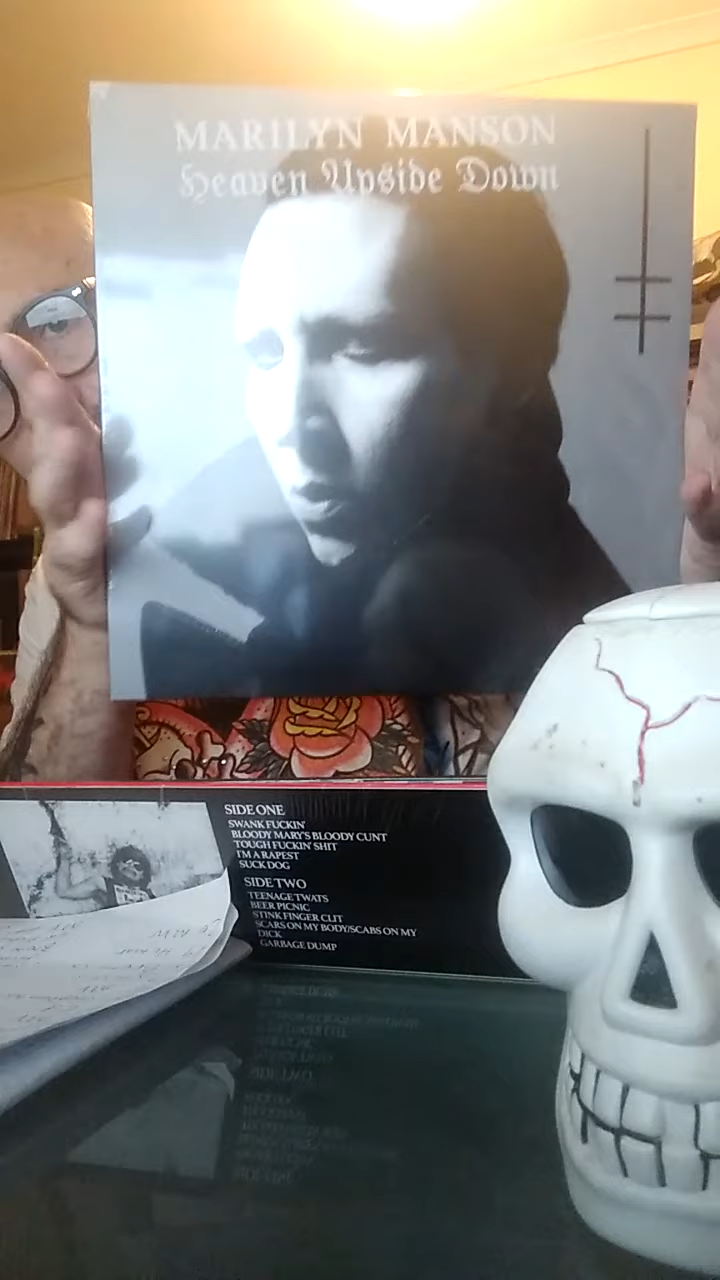 MARILYN MANSON
Heaven Upside Down
SIDE ONE
SWANK FUCKIN'
BLOODY MARY'S BLOODY CUNT
TOUGH FUCKIN' SHIT
I'M A RAPEST
SUCK DOG
SIDE TWO
TEENAGE TWATS
BEER PICNIC
STINK FINGER CLIT
SCARS ON MY BODY/SCABS ON MY
DICK
GARBAGE DUMP